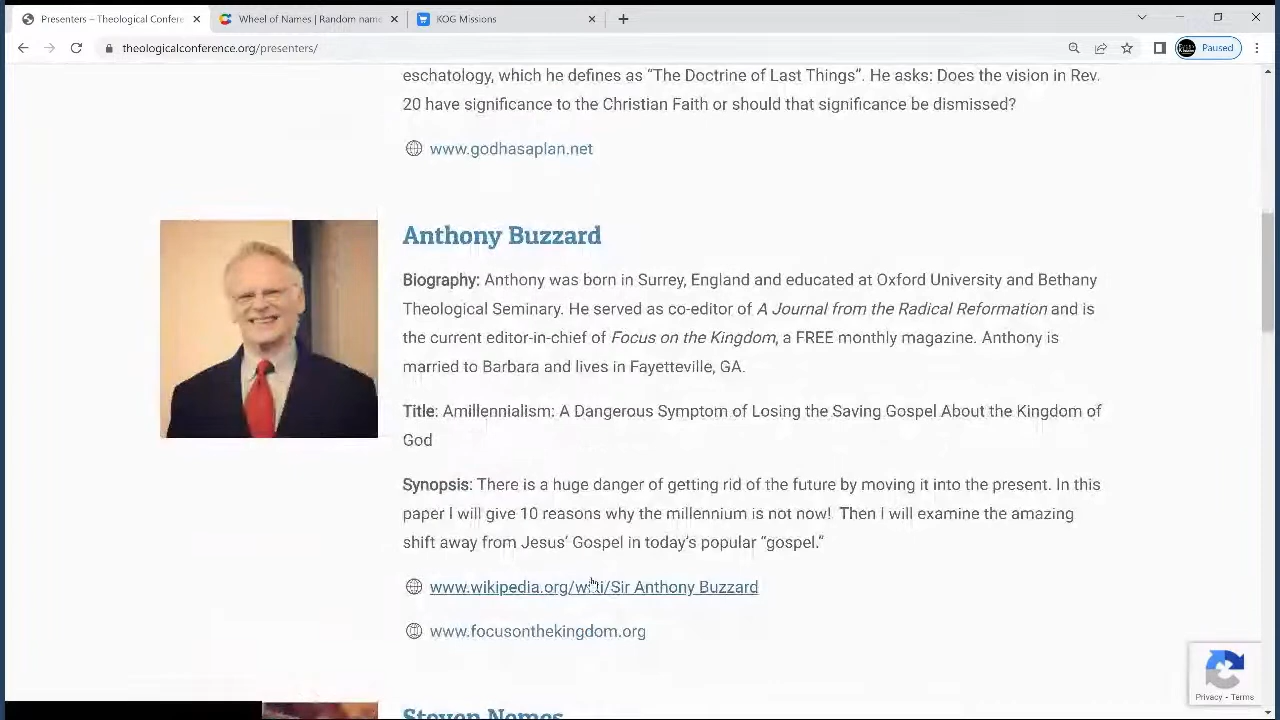 Presenters – Theological Confere
Wheel of Names | Random name
KOG Missions
theologicalconference.org/presenters/
Paused
eschatology, which he defines as “The Doctrine of Last Things”. He asks: Does the vision in Rev.
20 have significance to the Christian Faith or should that significance be dismissed?
www.godhasaplan.net
Anthony Buzzard
Biography: Anthony was born in Surrey, England and educated at Oxford University and Bethany
Theological Seminary. He served as co-editor of A Journal from the Radical Reformation and is
the current editor-in-chief of Focus on the Kingdom, a FREE monthly magazine. Anthony is
married to Barbara and lives in Fayetteville, GA.
Title: Amillennialism: A Dangerous Symptom of Losing the Saving Gospel About the Kingdom of
God
Synopsis: There is a huge danger of getting rid of the future by moving it into the present. In this
paper I will give 10 reasons why the millennium is not now! Then I will examine the amazing
shift away from Jesus’ Gospel in today’s popular “gospel.”
www.wikipedia.org/wiki/Sir Anthony Buzzard
www.focusonthekingdom.org
Privacy - Terms
Steven Nemes